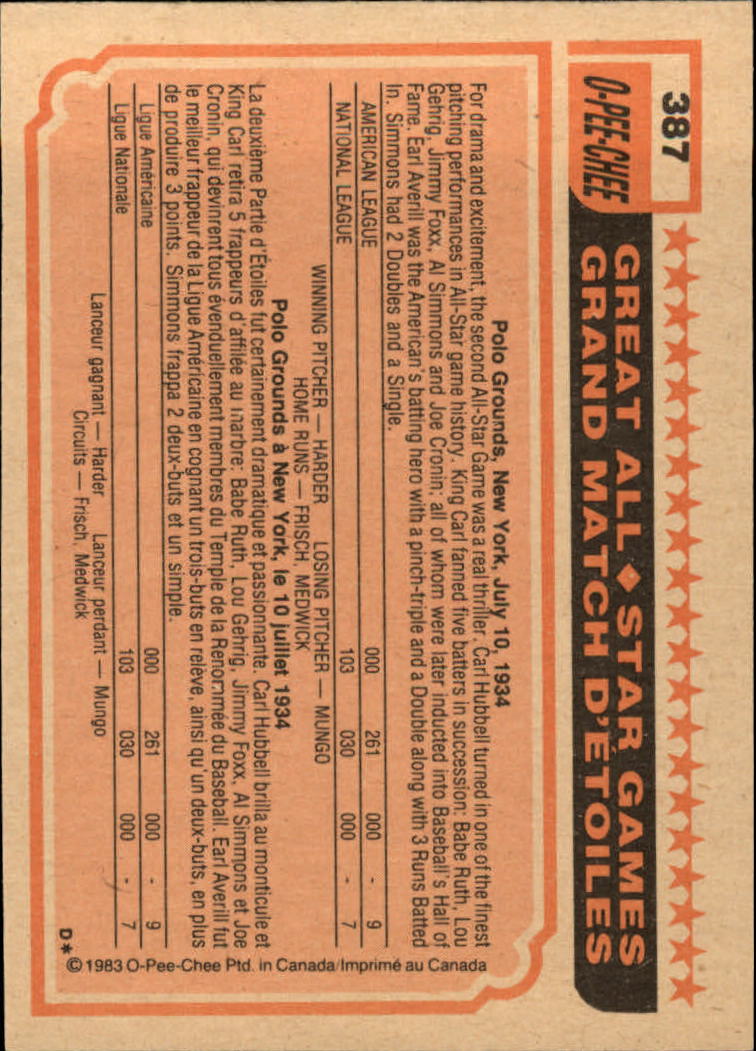 387
O-PEE-CHEE
GREAT ALL◆STAR GAMES
GRAND MATCH D'ÉTOILES
Polo Grounds, New York, July 10, 1934
For drama and excitement, the second All-Star Game was a real thriller. Carl Hubbell turned in one of the finest
pitching performances in All-Star game history. King Carl fanned five batters in succession: Babe Ruth, Lou
Gehrig, Jimmy Foxx, Al Simmons and Joe Cronin; all of whom were later inducted into Baseball's Hall of
Fame. Earl Averill was the American's batting hero with a pinch-triple and a Double along with 3 Runs Batted
In. Simmons had 2 Doubles and a Single.
AMERICAN LEAGUE 000 261 000 - 9
NATIONAL LEAGUE 103 030 000 - 7
WINNING PITCHER — HARDER LOSING PITCHER — MUNGO
HOME RUNS — FRISCH, MEDWICK
Polo Grounds à New York, le 10 juillet 1934
La deuxième Partie d'Étoiles fut certainement dramatique et passionnante. Carl Hubbell brilla au monticule et
King Carl retira 5 frappeurs d'affilée au marbre: Babe Ruth, Lou Gehrig, Jimmy Foxx, Al Simmons et Joe
Cronin, qui devinrent tous évenduellement membres du Temple de la Renommée du Baseball. Earl Averill fut
le meilleur frappeur de la Ligue Américaine en cognant un trois-buts en relève, ainsi qu'un deux-buts, en plus
de produire 3 points. Simmons frappa 2 deux-buts et un simple.
Ligue Américaine 000 261 000 - 9
Ligue Nationale 103 030 000 - 7
Lanceur gagnant — Harder Lanceur perdant — Mungo
Circuits — Frisch, Medwick
D*
© 1983 O-Pee-Chee Ptd. in Canada/Imprimé au Canada